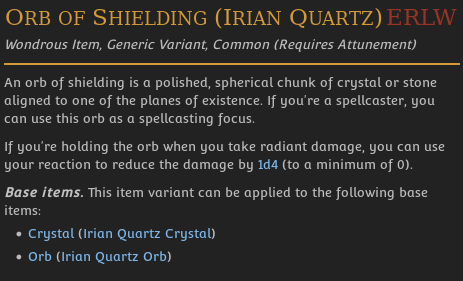 Orb of Shielding (Irian Quartz) ERLW
Wondrous Item, Generic Variant, Common (Requires Attunement)
An orb of shielding is a polished, spherical chunk of crystal or stone
aligned to one of the planes of existence. If you're a spellcaster, you
can use this orb as a spellcasting focus.
If you're holding the orb when you take radiant damage, you can use
your reaction to reduce the damage by 1d4 (to a minimum of 0).
Base items. This item variant can be applied to the following base
items:
• Crystal (Irian Quartz Crystal)
• Orb (Irian Quartz Orb)